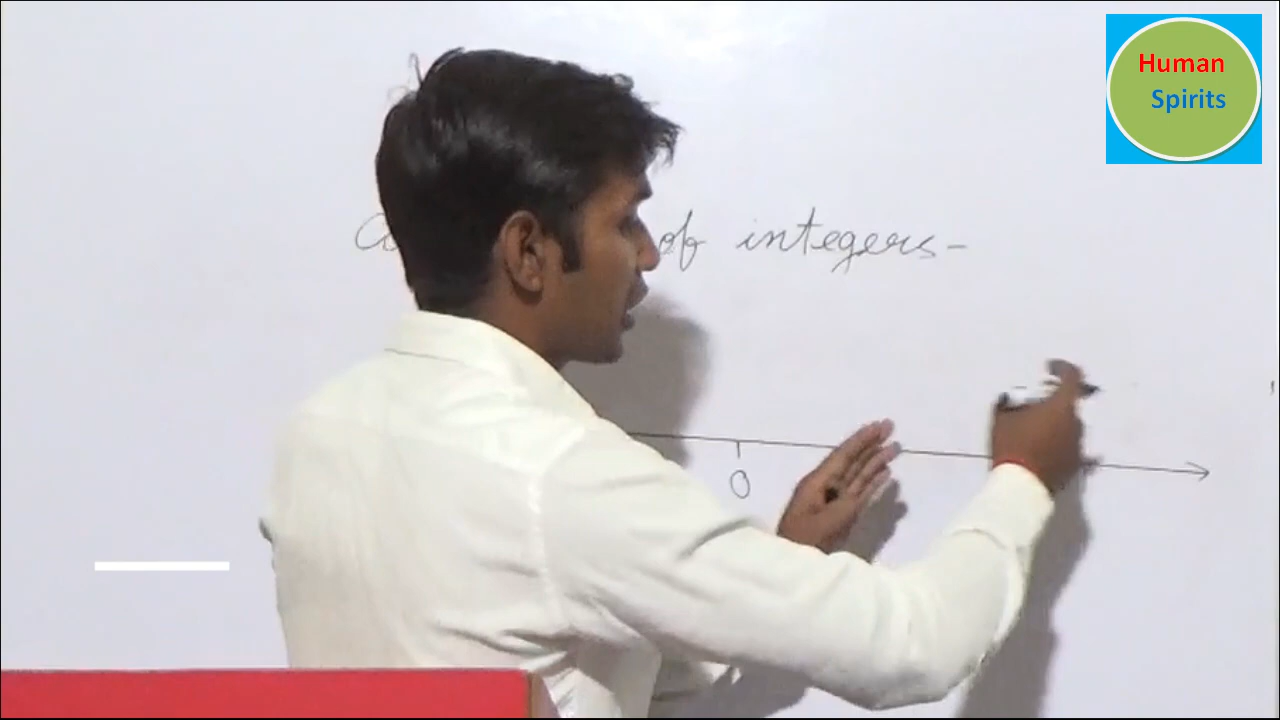 Human
Spirits
of integers-
0